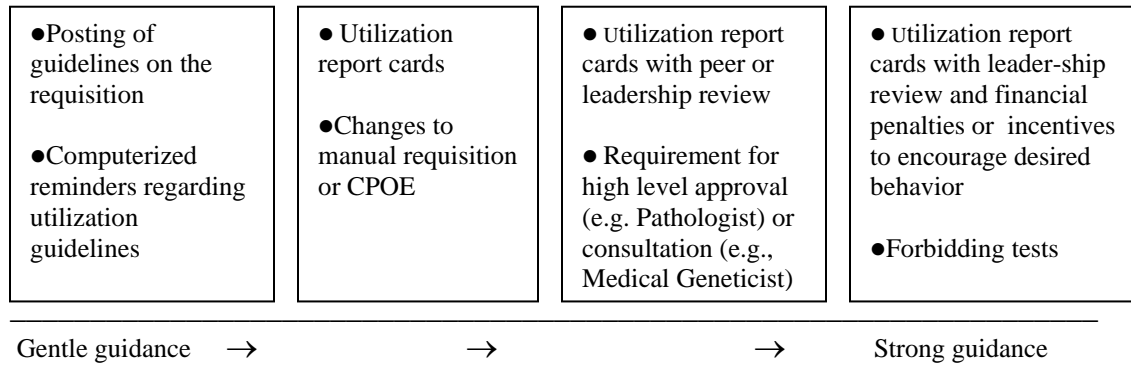 ●Posting of
guidelines on the
requisition
●Computerized
reminders regarding
utilization
guidelines
● Utilization
report cards
●Changes to
manual requisition
or CPOE
● Utilization report
cards with peer or
leadership review
● Requirement for
high level approval
(e.g. Pathologist) or
consultation (e.g.,
Medical Geneticist)
● Utilization report
cards with leader-ship
review and financial
penalties or incentives
to encourage desired
behavior
●Forbidding tests
Gentle guidance → → → Strong guidance